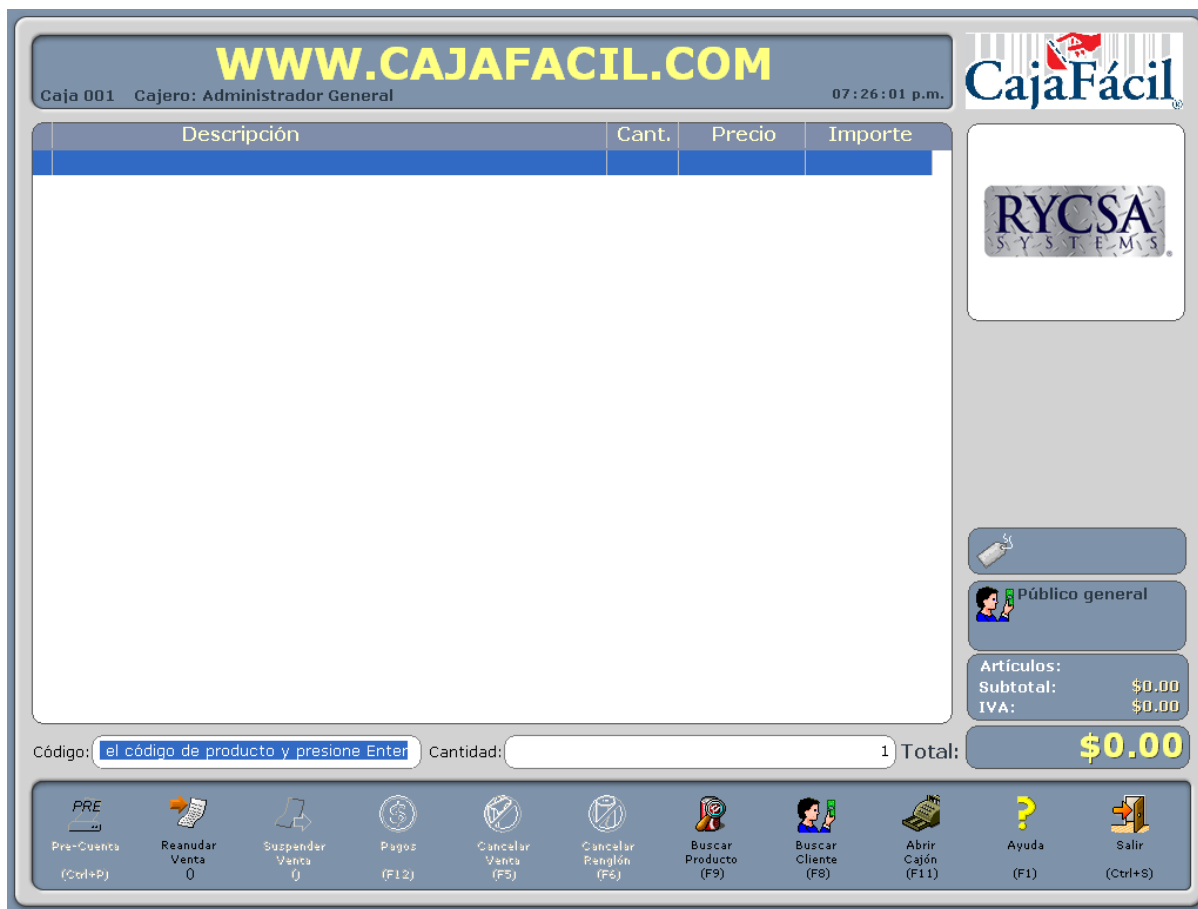 WWW.CAJAFACIL.COM
Caja 001 Cajero: Administrador General 07:26:01 p.m.
CajaFácil®
Descripción Cant. Precio Importe
RYCSA
SYSTEMS®
Público general
Artículos:
Subtotal: $0.00
IVA: $0.00
Código: el código de producto y presione Enter Cantidad: 1 Total: $0.00
PRE
Pre-Cuenta
(Ctrl+P)
Reanudar
Venta
()
Suspender
Venta
()
Pagos
(F12)
Cancelar
Venta
(F5)
Cancelar
Renglón
(F6)
Buscar
Producto
(F9)
Buscar
Cliente
(F8)
Abrir
Cajón
(F11)
Ayuda
(F1)
Salir
(Ctrl+S)